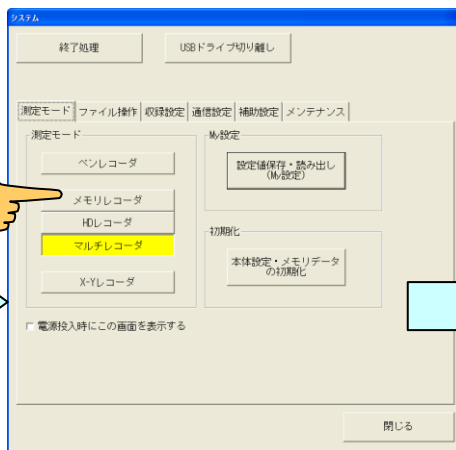 システム
終了処理
USBドライブ切り離し
測定モード
ファイル操作
収録設定
通信設定
補助設定
メンテナンス
測定モード
ペンレコーダ
メモリレコーダ
HDレコーダ
マルチレコーダ
X-Yレコーダ
My設定
設定値保存・読み出し
(My設定)
初期化
本体設定・メモリデータ
の初期化
電源投入時にこの画面を表示する
閉じる